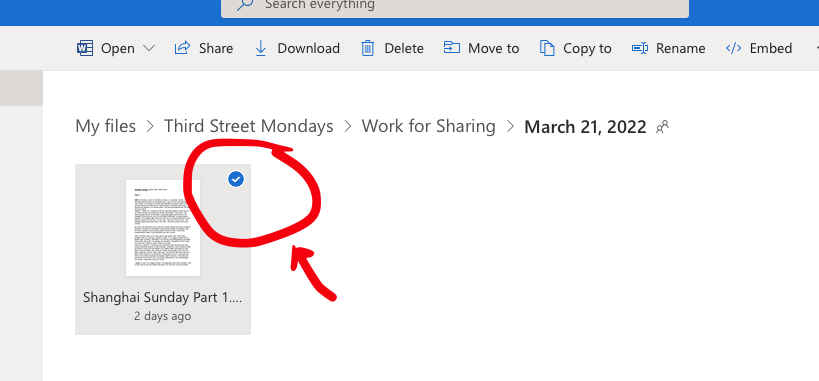 Search everything
Open Share Download Delete Move to Copy to Rename Embed
My files > Third Street Mondays > Work for Sharing > March 21, 2022
Shanghai Sunday Part 1....
2 days ago